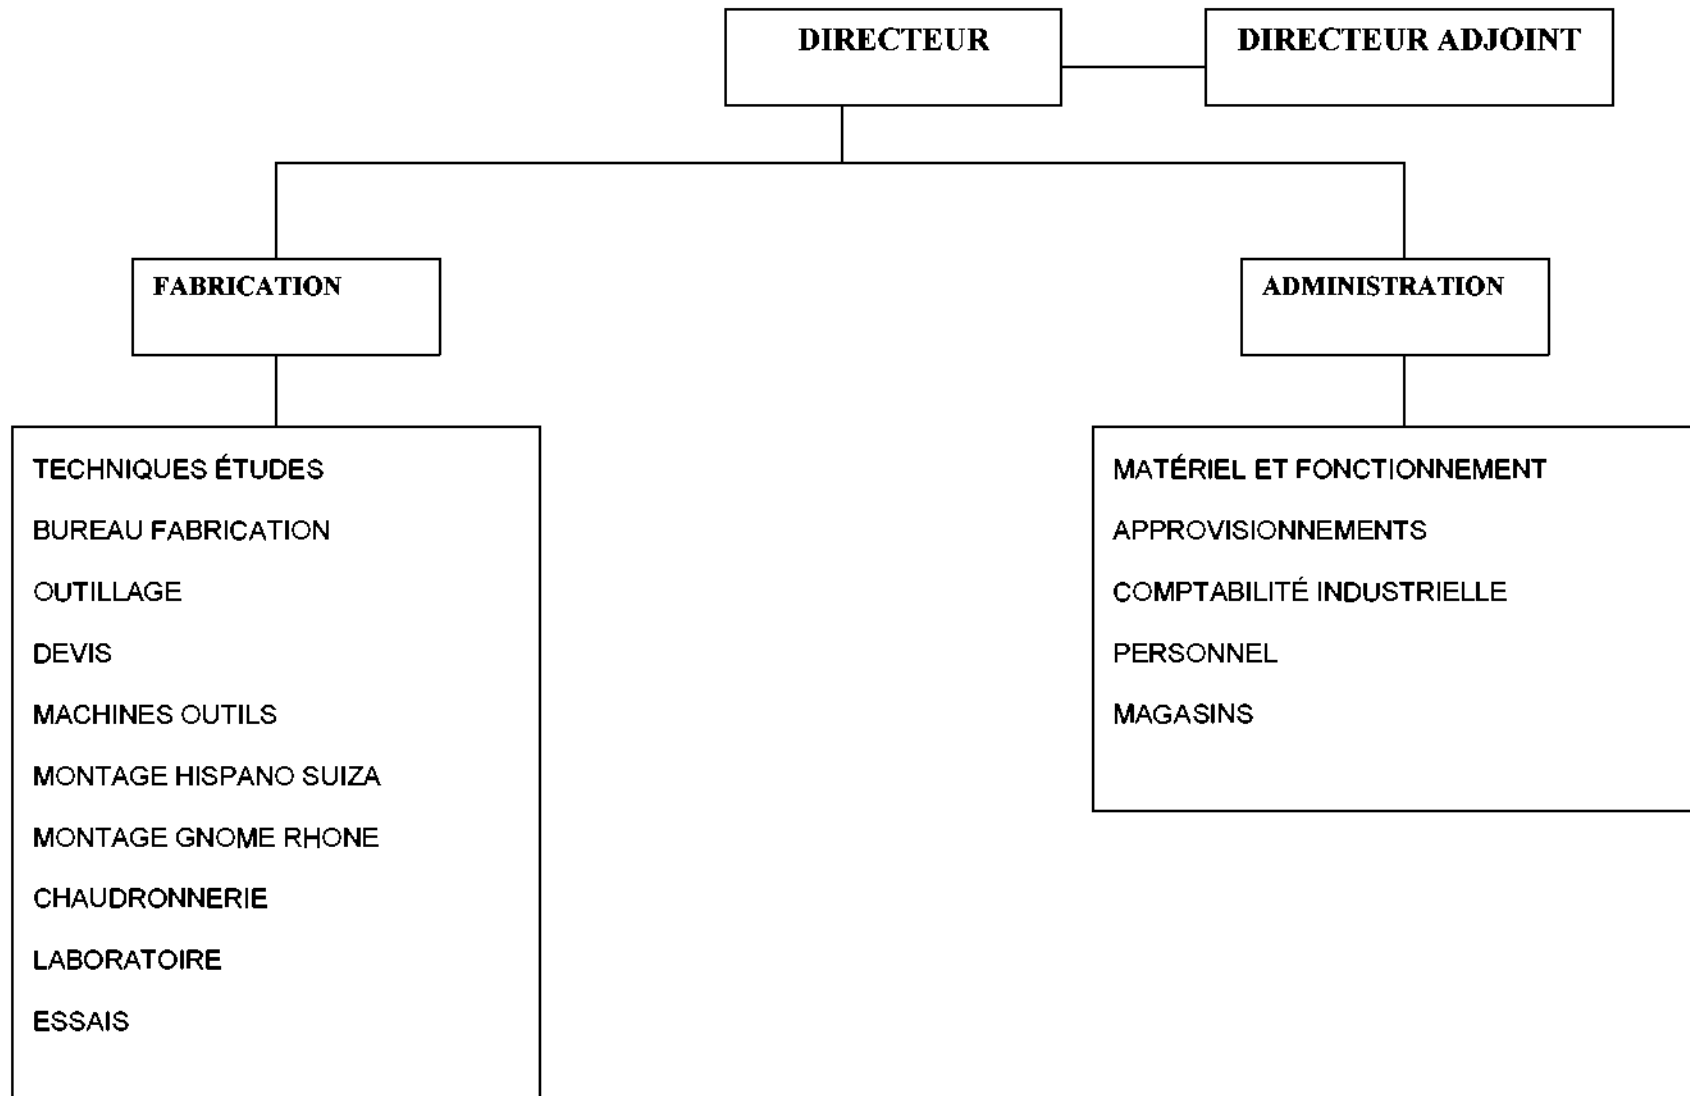 DIRECTEUR
DIRECTEUR ADJOINT
FABRICATION
ADMINISTRATION
TECHNIQUES ÉTUDES
BUREAU FABRICATION
OUTILLAGE
DEVIS
MACHINES OUTILS
MONTAGE HISPANO SUIZA
MONTAGE GNOME RHONE
CHAUDRONNERIE
LABORATOIRE
ESSAIS
MATÉRIEL ET FONCTIONNEMENT
APPROVISIONNEMENTS
COMPTABILITÉ INDUSTRIELLE
PERSONNEL
MAGASINS